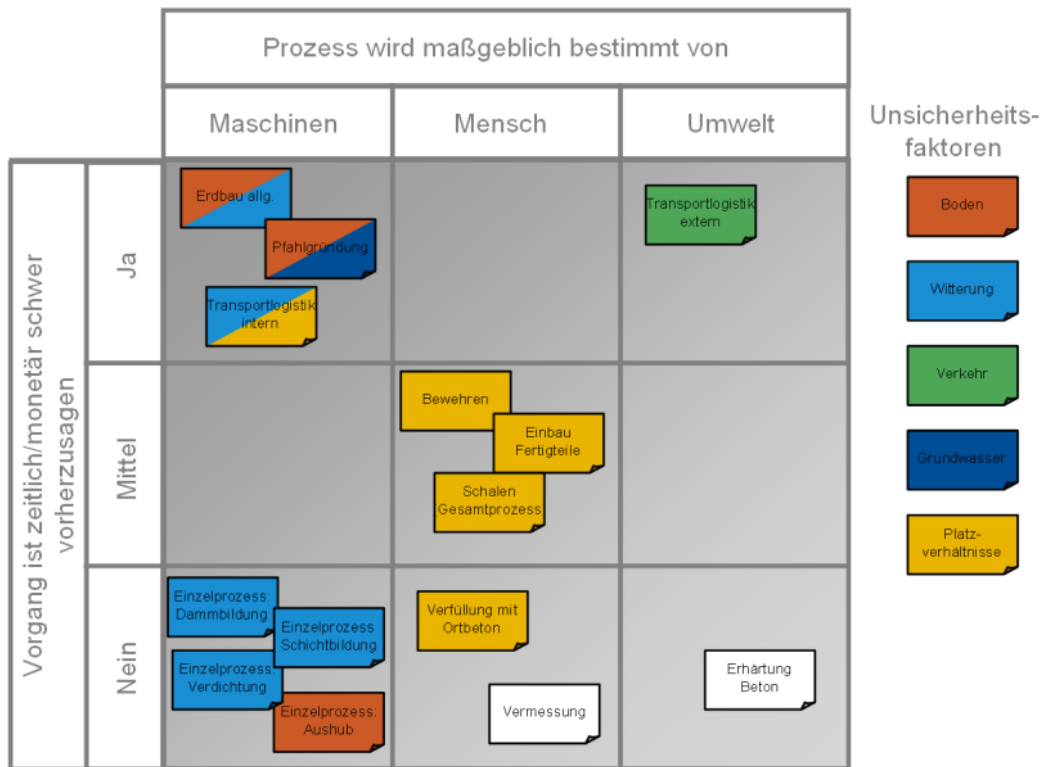 Prozess wird maßgeblich bestimmt von
Maschinen
Mensch
Umwelt
Unsicherheits-
faktoren
Vorgang ist zeitlich/monetär schwer
vorherzusagen
Ja
Erdbau allg.
Pfahlgründung
Transportlogistik
intern
Transportlogistik
extern
Mittel
Bewehren
Einbau
Fertigteile
Schalen
Gesamtprozess
Nein
Einzelprozess:
Dammbildung
Einzelprozess
Schichtbildung
Einzelprozess:
Verdichtung
Einzelprozess:
Aushub
Verfüllung mit
Ortbeton
Vermessung
Erhärtung
Beton
Boden
Witterung
Verkehr
Grundwasser
Platz-
verhältnisse